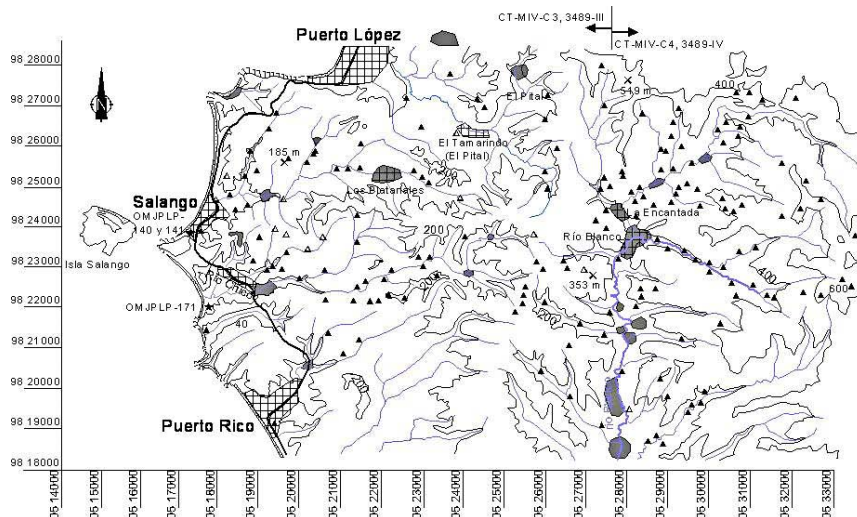 CT-MIV-C3, 3489-III
CT-MIV-C4, 3489-IV
Puerto López
98 28000
98 27000
98 26000
98 25000
98 24000
98 23000
98 22000
98 21000
98 20000
98 19000
98 18000
N
El Pital
549 m
400
El Tamarindo
(El Pital)
185 m
Los Platanales
200
Salango
OMJPLP-
140 y 141
La Encantada
200
Río Blanco
Isla Salango
Río Chico
200
353 m
400
600
OMJPLP-171
40
200
Puerto Rico
05 14000
05 15000
05 16000
05 17000
05 18000
05 19000
05 20000
05 21000
05 22000
05 23000
05 24000
05 25000
05 26000
05 27000
05 28000
05 29000
05 30000
05 31000
05 32000
05 33000